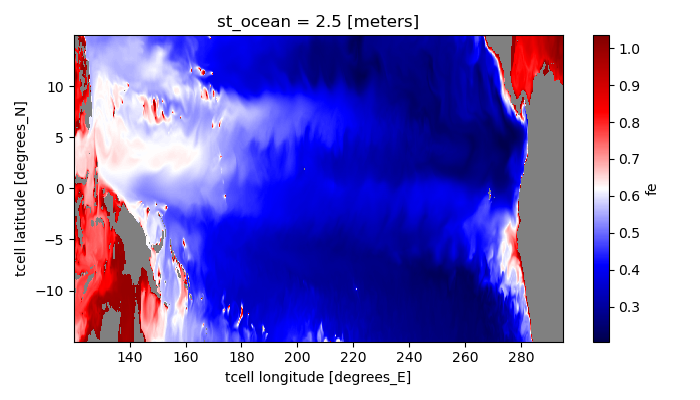 st_ocean = 2.5 [meters]
tcell latitude [degrees_N]
10
5
0
−5
−10
140 160 180 200 220 240 260 280
tcell longitude [degrees_E]
1.0
0.9
0.8
0.7
0.6
0.5
0.4
0.3
fe